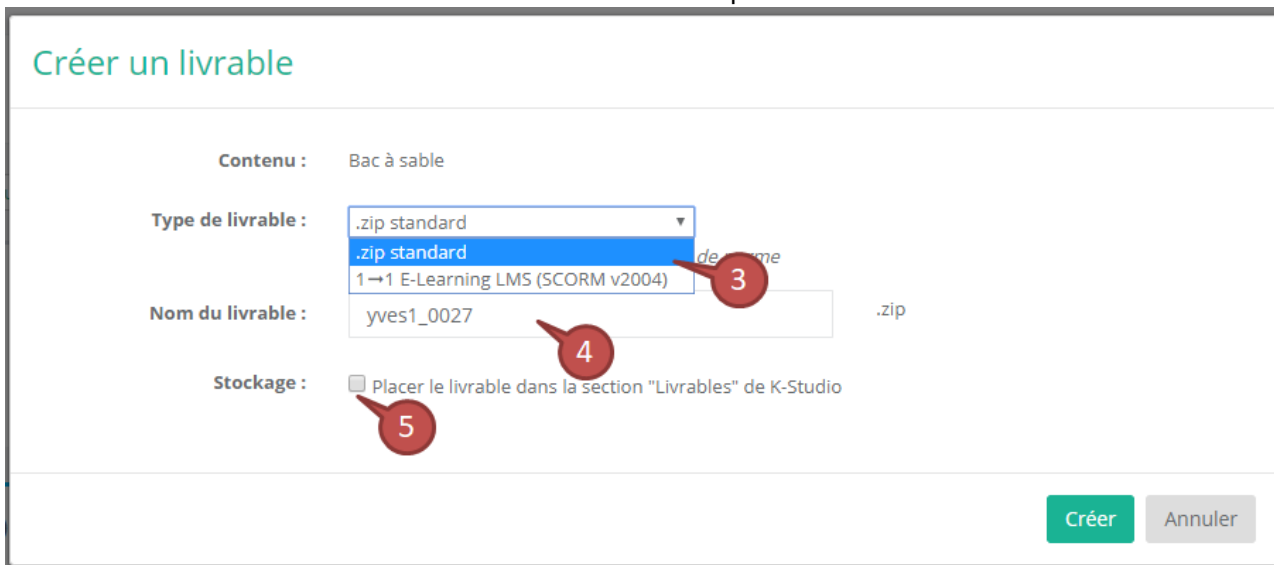 Créer un livrable
Contenu : Bac à sable
Type de livrable : .zip standard
.zip standard
de
3
1→1 E-Learning LMS (SCORM v2004)
Nom du livrable : yves1_0027 .zip
4
Stockage : Placer le livrable dans la section "Livrables" de K-Studio
5
Créer Annuler